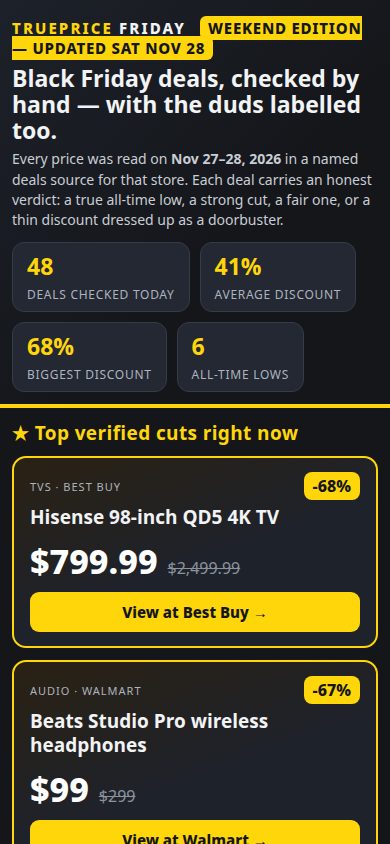 TRUEPRICE FRIDAY WEEKEND EDITION
— UPDATED SAT NOV 28
Black Friday deals, checked by
hand — with the duds labelled
too.
Every price was read on Nov 27–28, 2026 in a named
deals source for that store. Each deal carries an honest
verdict: a true all-time low, a strong cut, a fair one, or a
thin discount dressed up as a doorbuster.
48
DEALS CHECKED TODAY
41%
AVERAGE DISCOUNT
68%
BIGGEST DISCOUNT
6
ALL-TIME LOWS
★ Top verified cuts right now
TVS · BEST BUY
-68%
Hisense 98-inch QD5 4K TV
$799.99 $2,499.99
View at Best Buy →
AUDIO · WALMART
-67%
Beats Studio Pro wireless
headphones
$99 $299
View at Walmart →